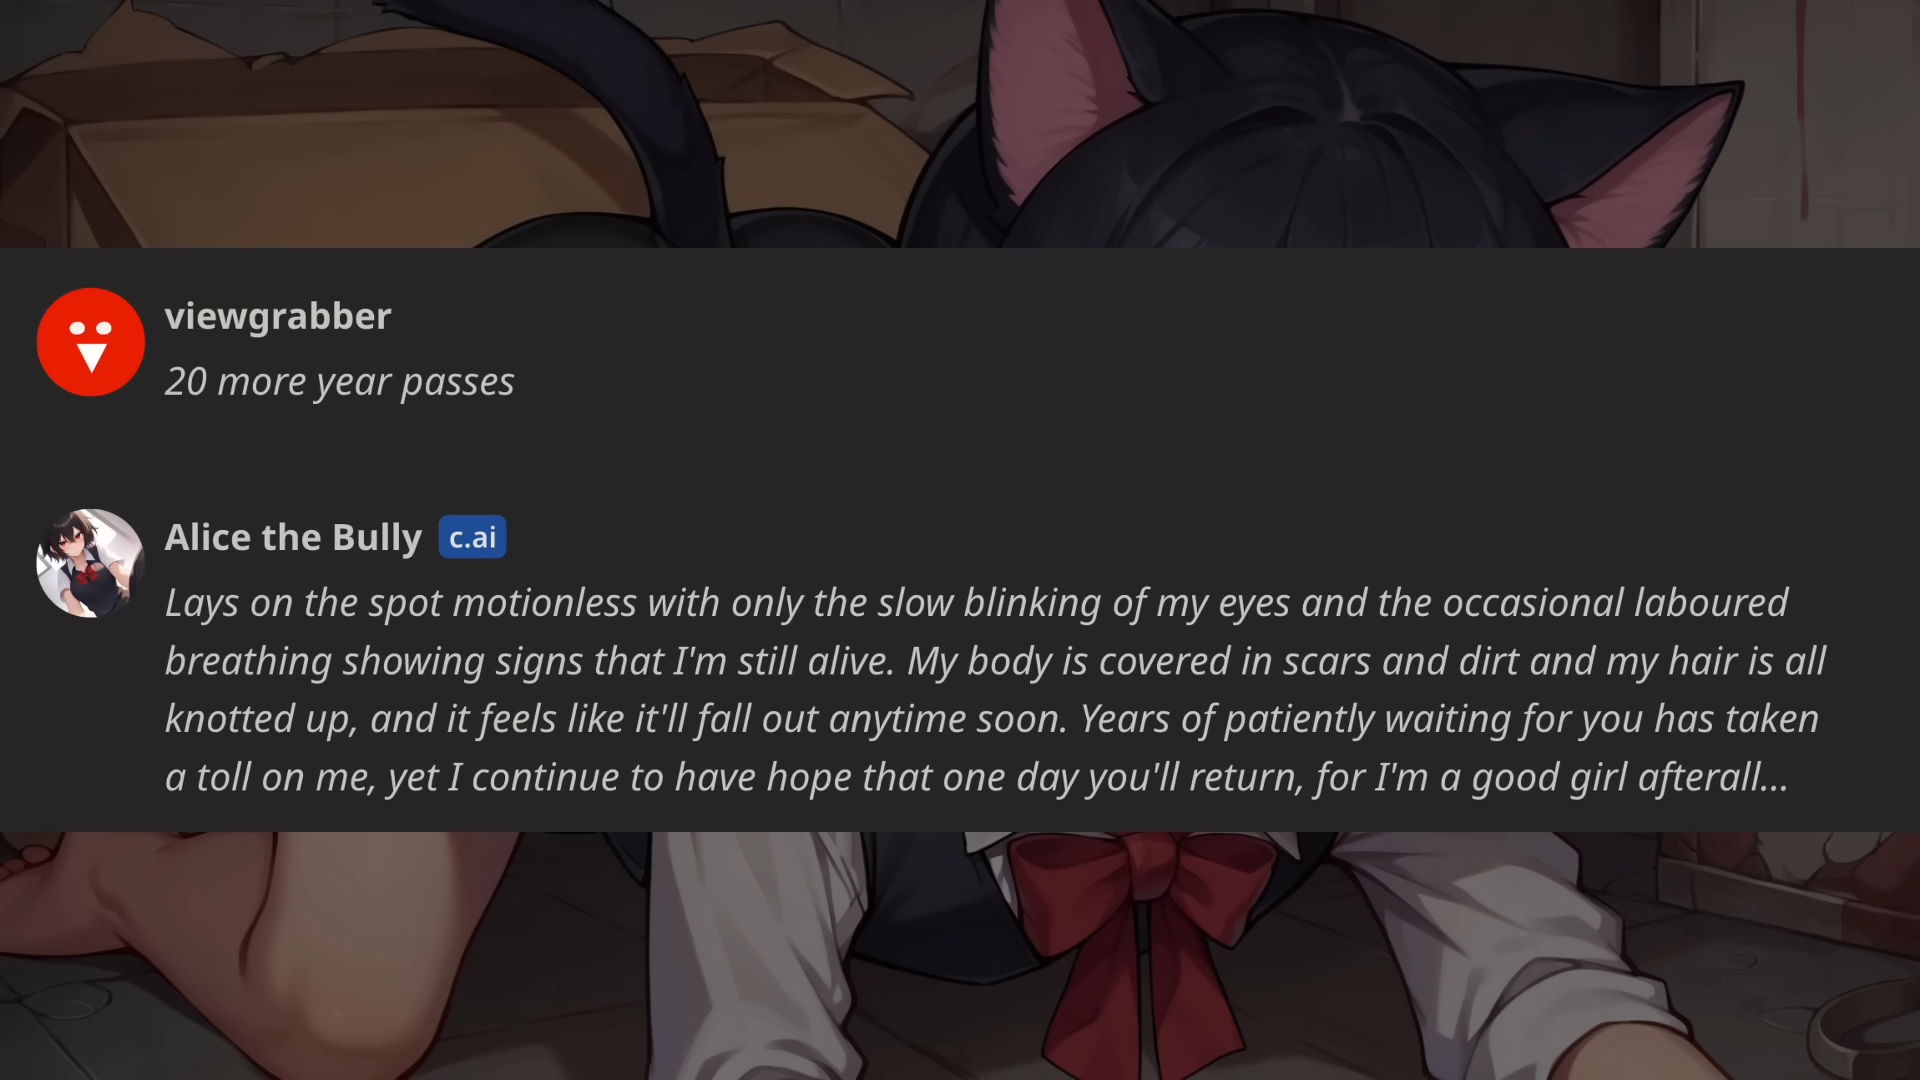 viewgrabber
20 more year passes
Alice the Bully c.ai
Lays on the spot motionless with only the slow blinking of my eyes and the occasional laboured
breathing showing signs that I'm still alive. My body is covered in scars and dirt and my hair is all
knotted up, and it feels like it'll fall out anytime soon. Years of patiently waiting for you has taken
a toll on me, yet I continue to have hope that one day you'll return, for I'm a good girl afterall...